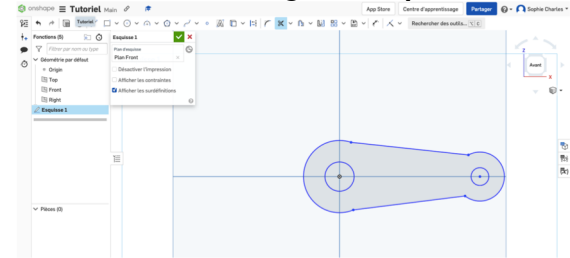 onshape Tutoriel Main
App Store Centre d'apprentissage Partager Sophie Charles
Tutoriel
Rechercher des outils... S E
Fonctions (5)
Filtrer par nom ou type
Géométrie par défaut
Origin
Top
Front
Right
Esquisse 1
Pièces (0)
Esquisse 1
Plan d'esquisse
Plan Front
Désactiver l'impression
Afficher les contraintes
Afficher les surdéfinitions
Z
Avant
X